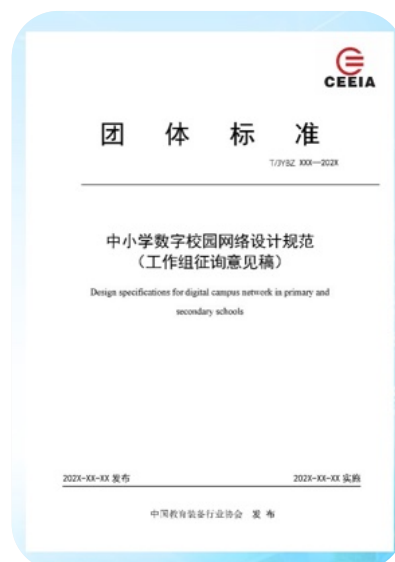 CEEIA
团体标准
T/JYBZ XXX—202X
中小学数字校园网络设计规范
（工作组征询意见稿）
Design specifications for digital campus network in primary and
secondary schools
202X-XX-XX 发布
202X-XX-XX 实施
中国教育装备行业协会 发布